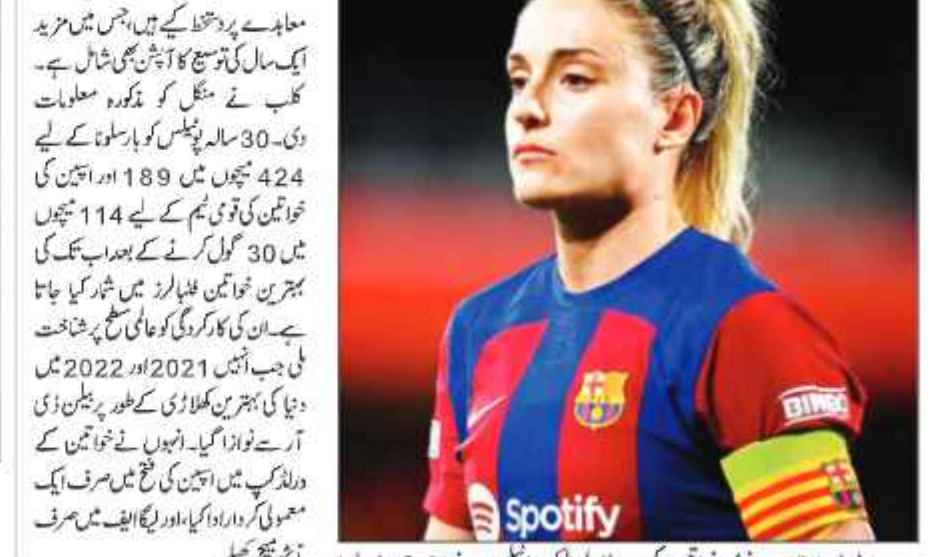 معاہدے پر دستخط کیے ہیں، جس میں مزید
ایک سال کی توسیع کا آپشن بھی شامل ہے۔
کلب نے منگل کو مذکورہ معلومات
دی۔ 30 سالہ پوٹیلس کو بارسلونا کے لیے
424 میچوں میں 189 اور اسپین کی
خواتین کی قومی ٹیم کے لیے 114 میچوں
میں 30 گول کرنے کے بعد اب تک کی
بہترین خواتین فٹبالرز میں شمار کیا جاتا
ہے۔ ان کی کارکردگی کو عالمی سطح پر شناخت
ملی جب انہیں 2021 اور 2022 میں
دنیا کی بہترین کھلاڑی کے طور پر بیلن ڈی
آر سے نوازا گیا۔ انہوں نے خواتین کے
ورلڈ کپ میں اسپین کی فتح میں صرف ایک
معمولی کردار ادا کیا، اور لیگا ایف میں صرف
میچ
BINGO
Spotify